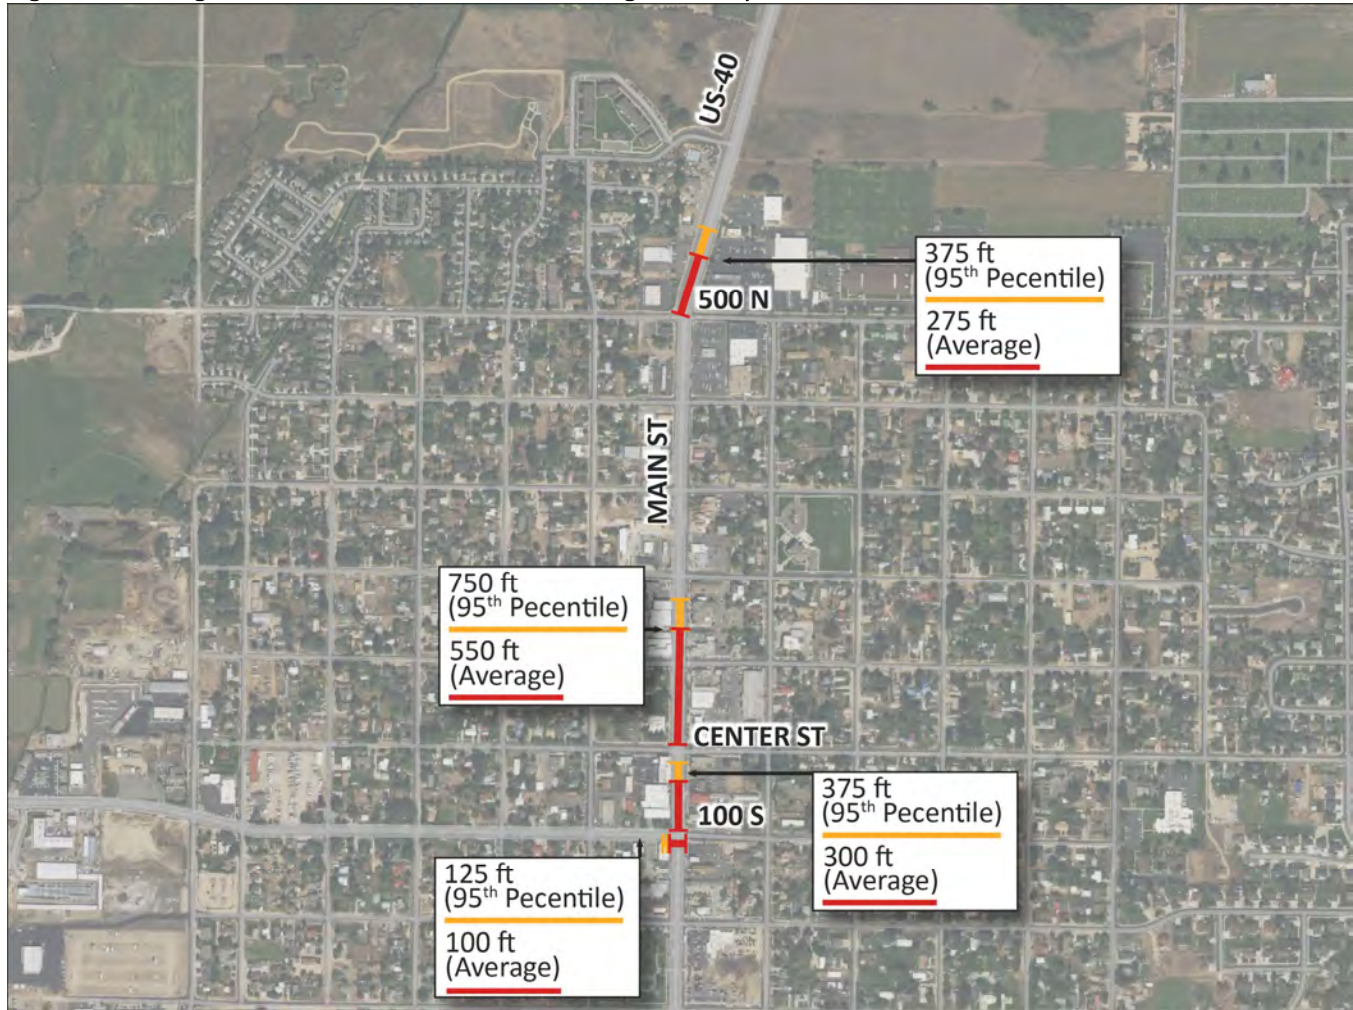 US-40
375 ft
(95th Pecentile)
275 ft
(Average)
500 N
MAIN ST
750 ft
(95th Pecentile)
550 ft
(Average)
CENTER ST
375 ft
(95th Pecentile)
300 ft
(Average)
100 S
125 ft
(95th Pecentile)
100 ft
(Average)